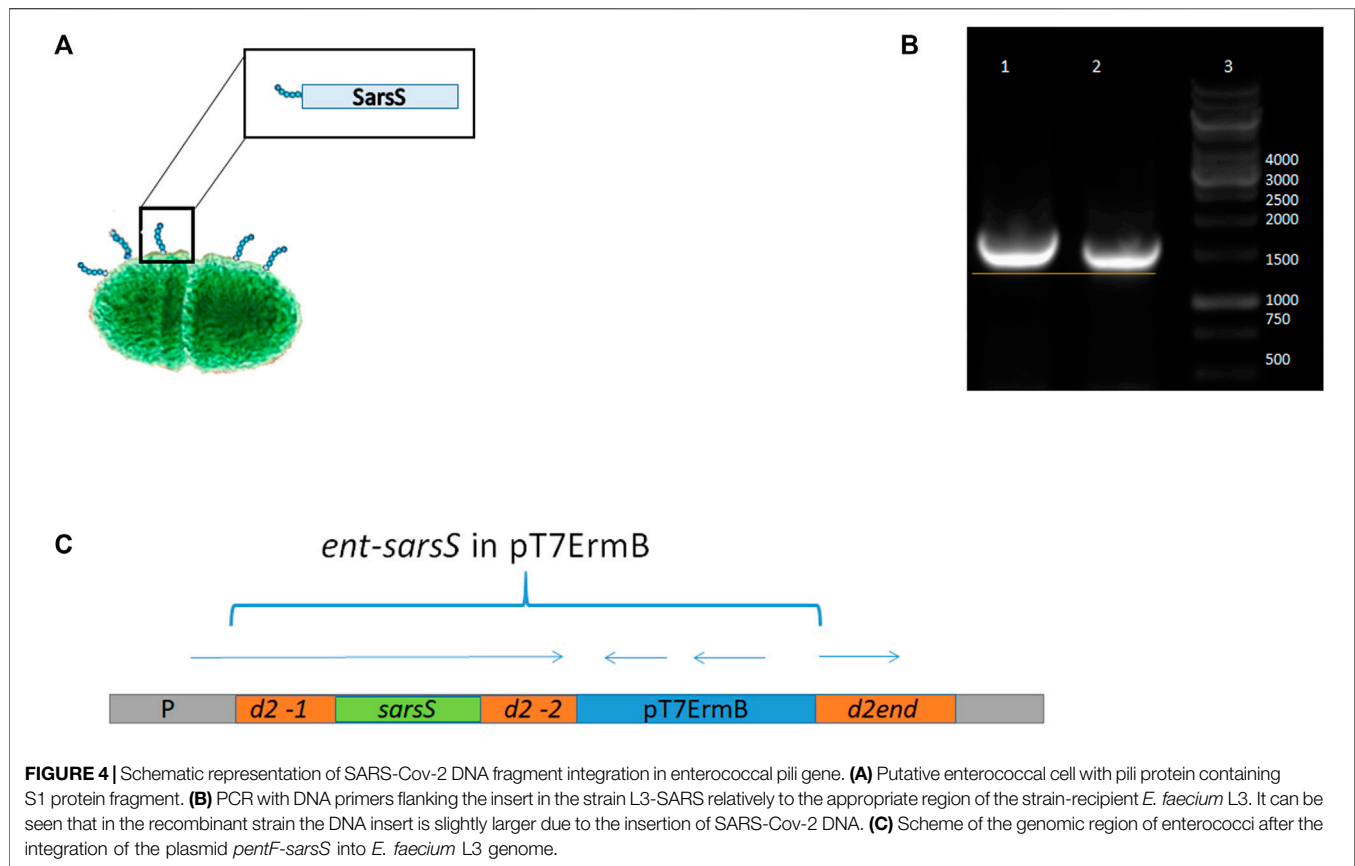 A
SarsS
B
1 2 3
4000
3000
2500
2000
1500
1000
750
500
C
ent-sarsS in pT7ErmB
P d2 -1 sarsS d2 -2 pT7ErmB d2end
FIGURE 4 | Schematic representation of SARS-Cov-2 DNA fragment integration in enterococcal pili gene. (A) Putative enterococcal cell with pili protein containing
S1 protein fragment. (B) PCR with DNA primers flanking the insert in the strain L3-SARS relatively to the appropriate region of the strain-recipient E. faecium L3. It can be
seen that in the recombinant strain the DNA insert is slightly larger due to the insertion of SARS-Cov-2 DNA. (C) Scheme of the genomic region of enterococci after the
integration of the plasmid pentF-sarsS into E. faecium L3 genome.